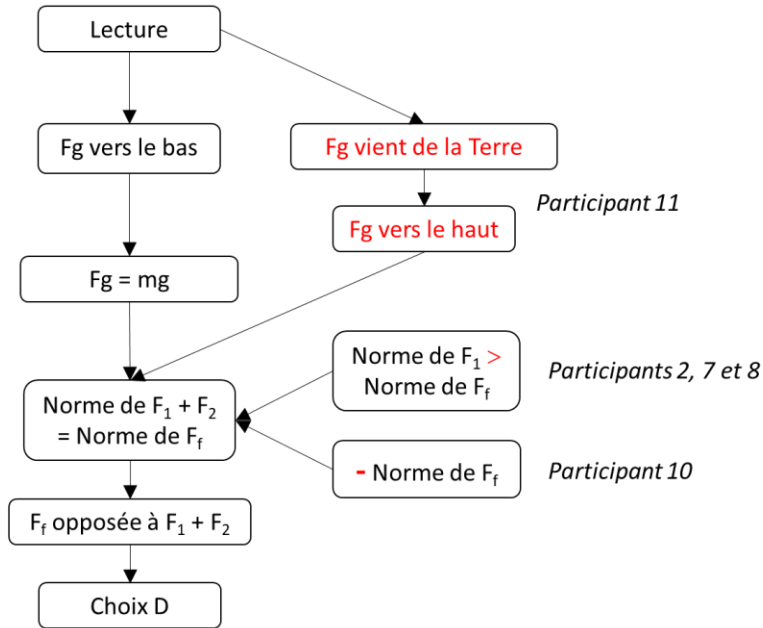 Lecture
Fg vers le bas
Fg vient de la Terre
Participant 11
Fg vers le haut
Fg = mg
Norme de F₁ >
Norme de Ff
Participants 2, 7 et 8
Norme de F₁ + F₂
= Norme de Ff
- Norme de Ff
Participant 10
Ff opposée à F₁ + F₂
Choix D